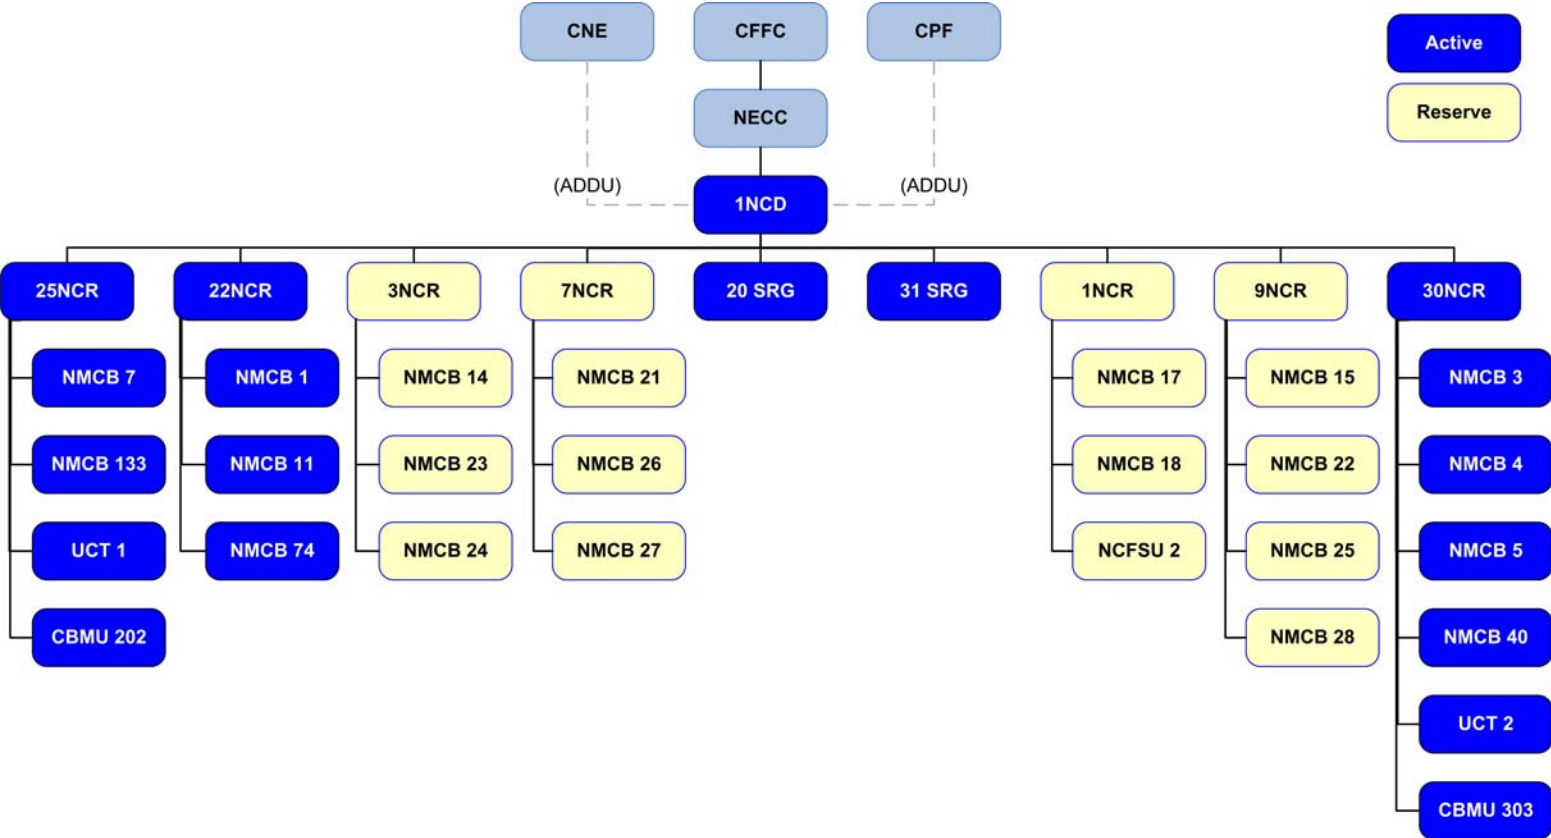 CNE
CFFC
CPF
Active
NECC
Reserve
(ADDU)
(ADDU)
1NCD
25NCR
22NCR
3NCR
7NCR
20 SRG
31 SRG
1NCR
9NCR
30NCR
NMCB 7
NMCB 1
NMCB 14
NMCB 21
NMCB 17
NMCB 15
NMCB 3
NMCB 133
NMCB 11
NMCB 23
NMCB 26
NMCB 18
NMCB 22
NMCB 4
UCT 1
NMCB 74
NMCB 24
NMCB 27
NCFSU 2
NMCB 25
NMCB 5
CBMU 202
NMCB 28
NMCB 40
UCT 2
CBMU 303